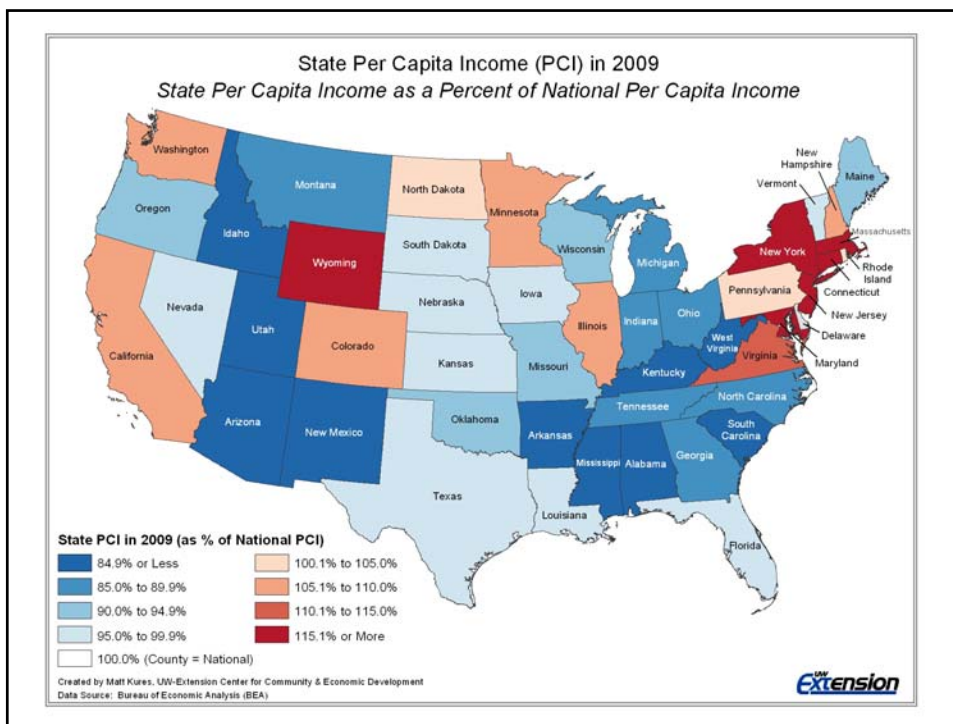 State Per Capita Income (PCI) in 2009
State Per Capita Income as a Percent of National Per Capita Income
Washington
Montana
North Dakota
Minnesota
New
Hampshire
Vermont
Maine
Oregon
Idaho
Wyoming
South Dakota
Wisconsin
Michigan
New York
Massachusetts
Rhode
Island
Connecticut
New Jersey
Delaware
Maryland
Nevada
Utah
Colorado
Nebraska
Iowa
Illinois
Indiana
Ohio
Pennsylvania
West
Virginia
Virginia
California
Kansas
Missouri
Kentucky
Arizona
New Mexico
Oklahoma
Arkansas
Tennessee
North Carolina
South
Carolina
Mississippi
Alabama
Georgia
Texas
Louisiana
Florida
State PCI in 2009 (as % of National PCI)
84.9% or Less
85.0% to 89.9%
90.0% to 94.9%
95.0% to 99.9%
100.0% (County = National)
100.1% to 105.0%
105.1% to 110.0%
110.1% to 115.0%
115.1% or More
Created by Matt Kures, UW-Extension Center for Community & Economic Development
Data Source: Bureau of Economic Analysis (BEA)
UW
Extension